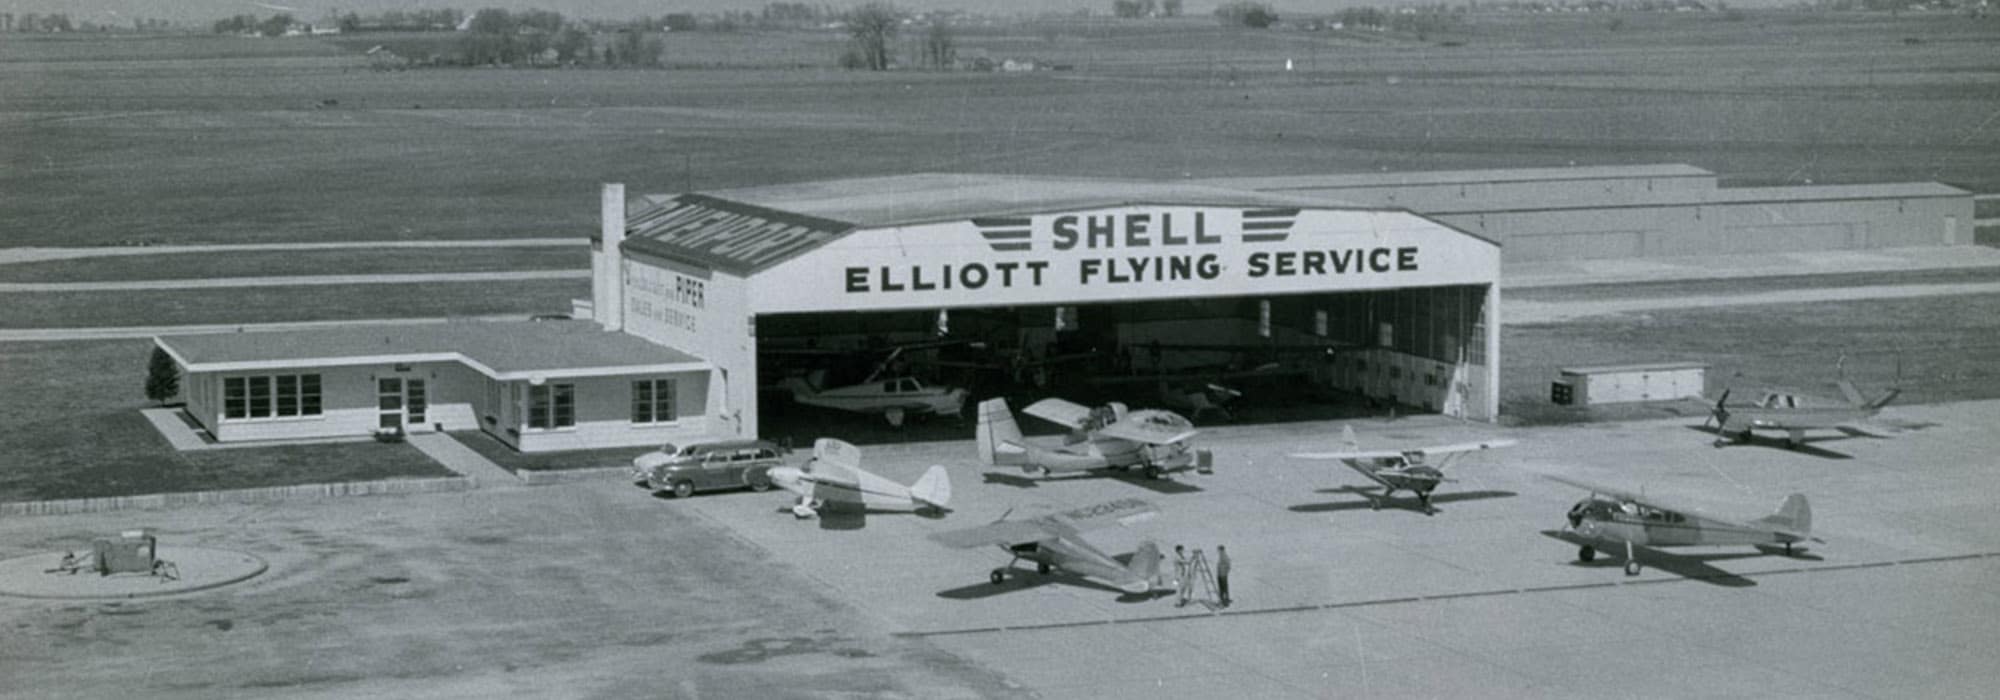 SHELL
ELLIOTT FLYING SERVICE
DAVENPORT
PIPER
SALES AND SERVICE